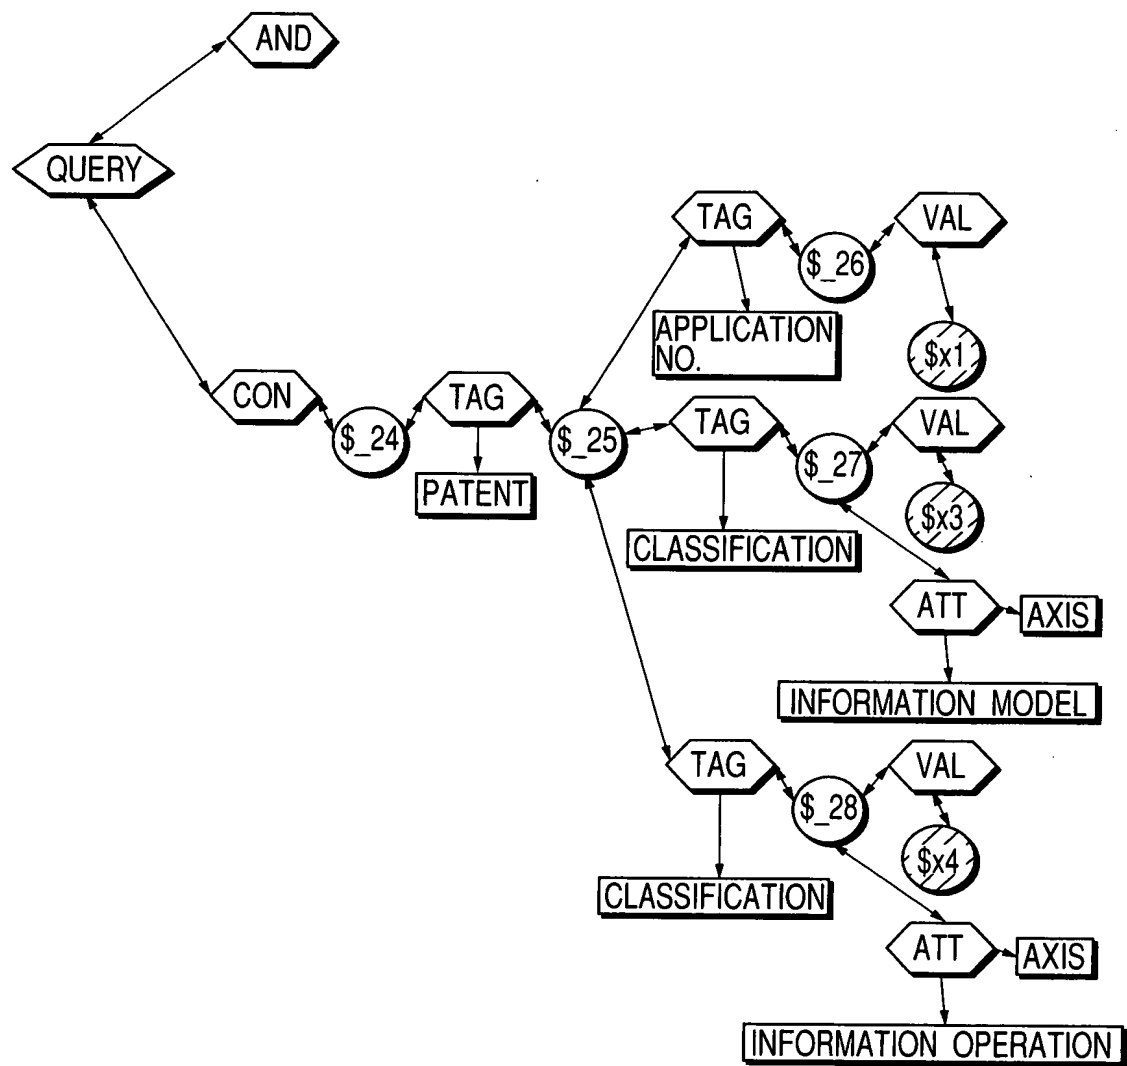 AND
QUERY
TAG
VAL
$_26
APPLICATION
NO.
$x1
CON
TAG
TAG
VAL
$_24
$_25
$_27
PATENT
$x3
CLASSIFICATION
ATT
AXIS
INFORMATION MODEL
TAG
VAL
$_28
$x4
CLASSIFICATION
ATT
AXIS
INFORMATION OPERATION